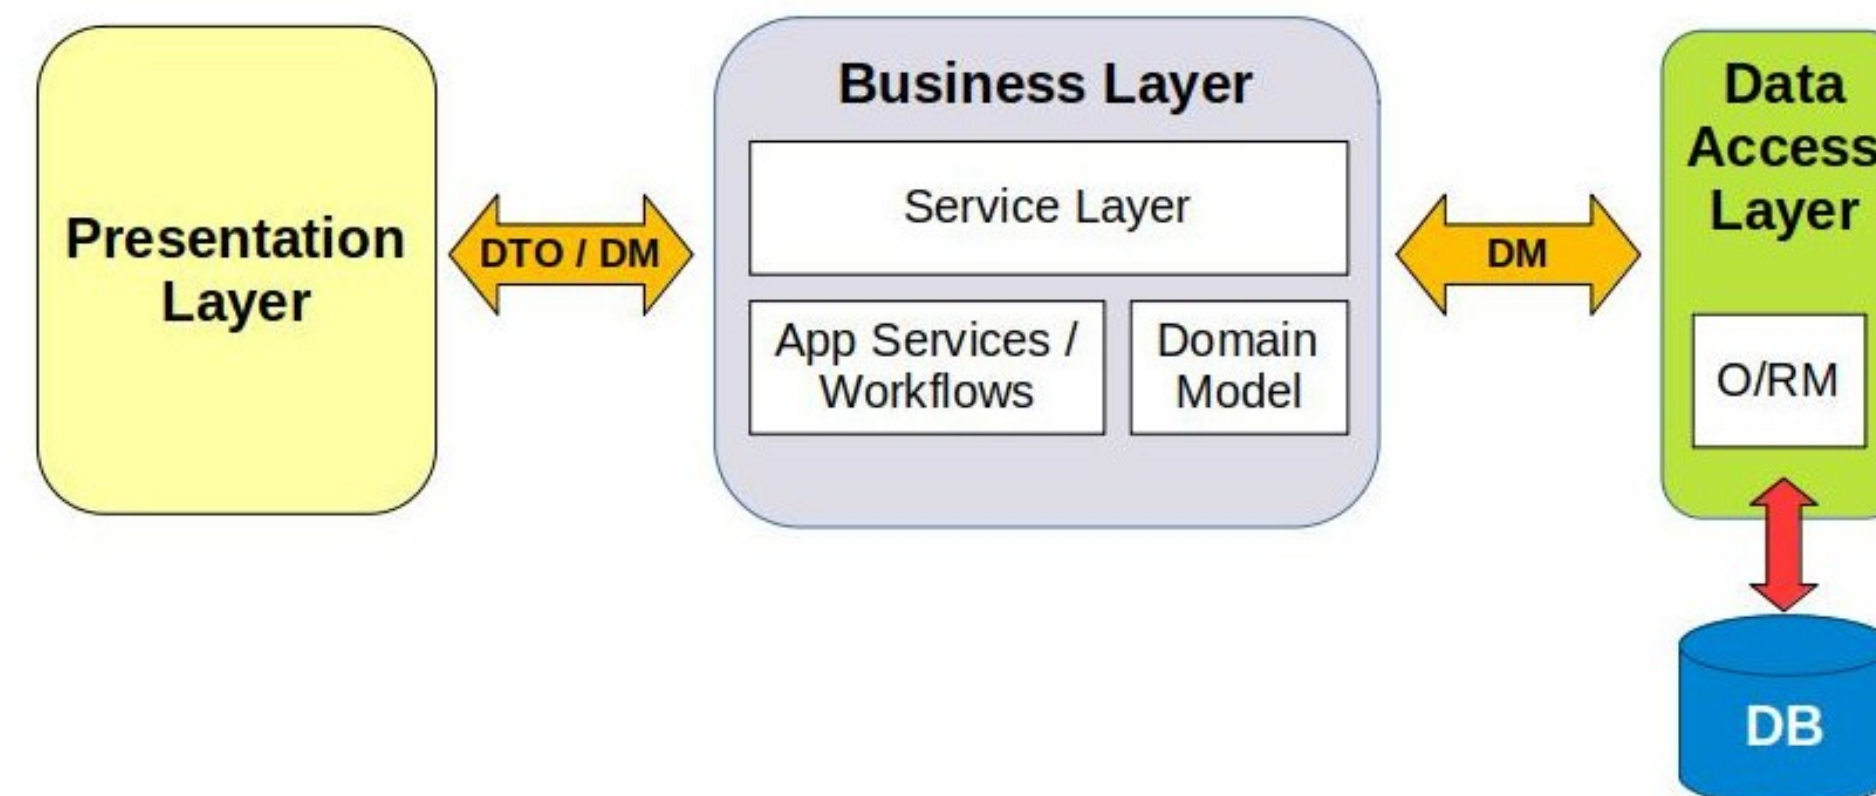 Presentation
Layer
DTO / DM
Business Layer
Service Layer
App Services /
Workflows
Domain
Model
DM
Data
Access
Layer
O/RM
DB